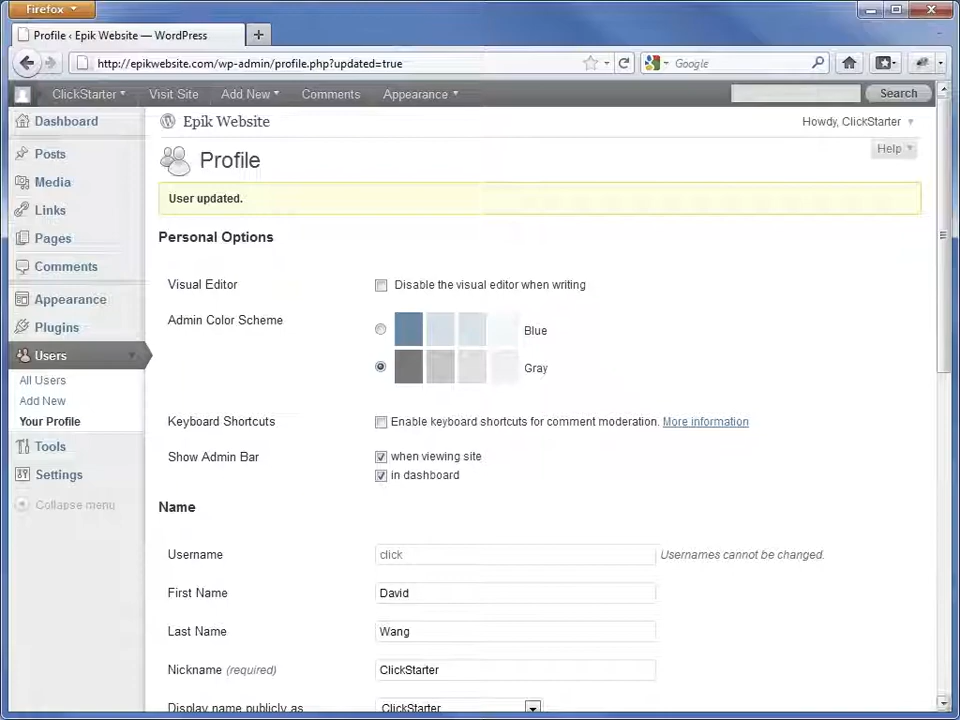 Firefox
Profile ‹ Epik Website — WordPress
http://epikwebsite.com/wp-admin/profile.php?updated=true
Google
ClickStarter
Visit Site
Add New
Comments
Appearance
Search
Dashboard
Epik Website
Howdy, ClickStarter
Posts
Profile
Help
Media
User updated.
Links
Pages
Personal Options
Comments
Visual Editor
Disable the visual editor when writing
Appearance
Admin Color Scheme
Blue
Plugins
Users
Gray
All Users
Add New
Your Profile
Keyboard Shortcuts
Enable keyboard shortcuts for comment moderation. More information
Tools
Show Admin Bar
when viewing site
Settings
in dashboard
Collapse menu
Name
Username
click
Usernames cannot be changed.
First Name
David
Last Name
Wang
Nickname (required)
ClickStarter
Display name publicly as
ClickStarter